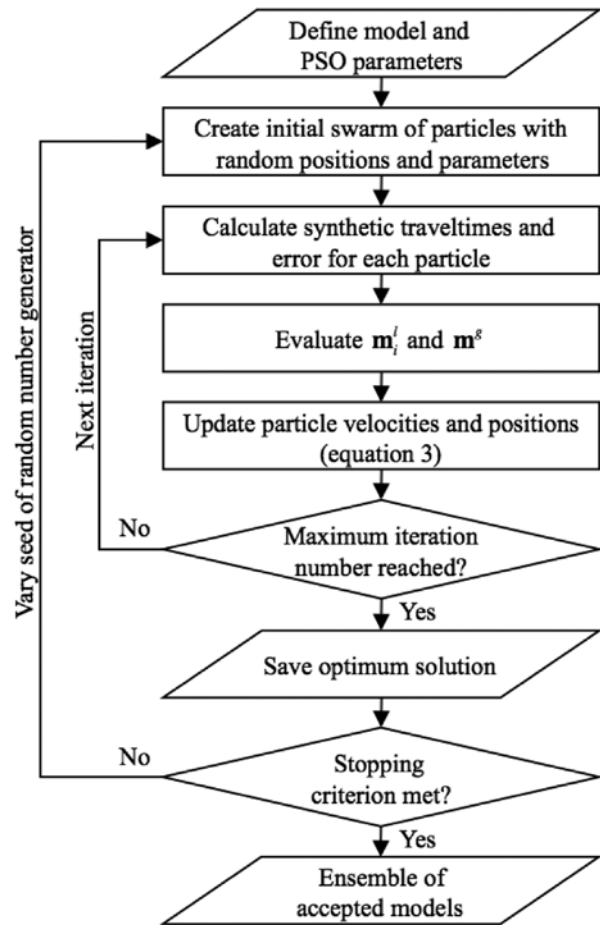 Define model and
PSO parameters
Create initial swarm of particles with
random positions and parameters
Calculate synthetic traveltimes and
error for each particle
Evaluate m_i^l and m^g
Update particle velocities and positions
(equation 3)
Maximum iteration
number reached?
No
Next iteration
Yes
Save optimum solution
Stopping
criterion met?
No
Vary seed of random number generator
Yes
Ensemble of
accepted models